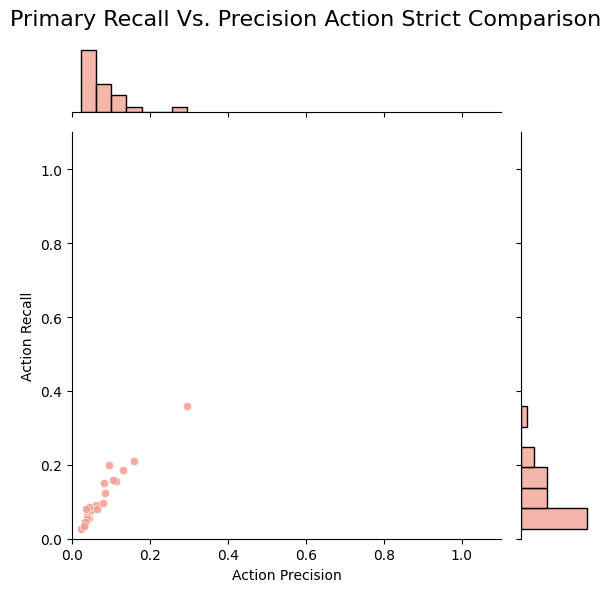 Primary Recall Vs. Precision Action Strict Comparison
1.0
0.8
0.6
0.4
0.2
0.0
Action Recall
0.0 0.2 0.4 0.6 0.8 1.0
Action Precision